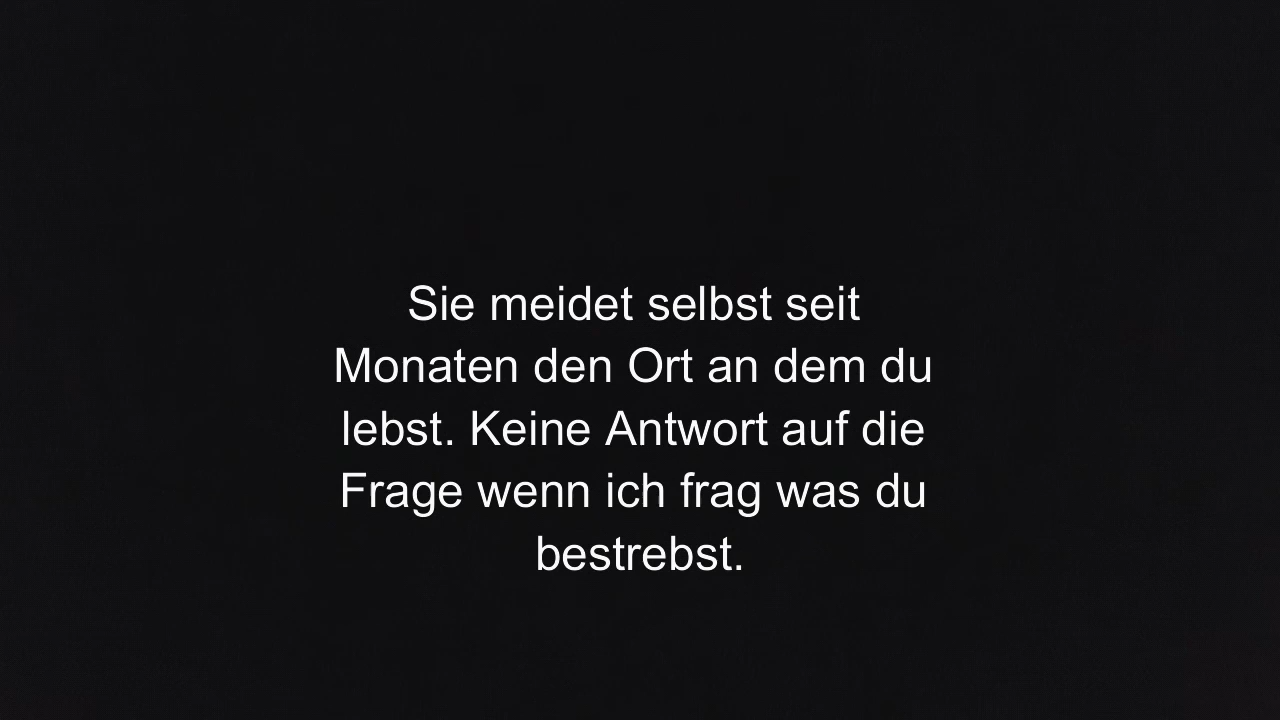 Sie meidet selbst seit
Monaten den Ort an dem du
lebst. Keine Antwort auf die
Frage wenn ich frag was du
bestrebst.